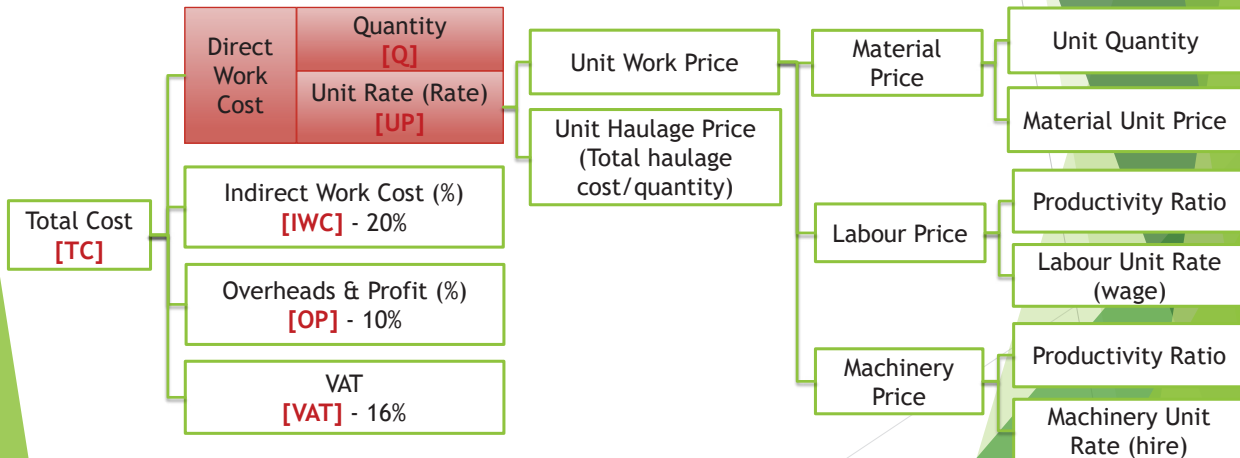 Direct
Work
Cost
Quantity
[Q]
Unit Rate (Rate)
[UP]
Unit Work Price
Unit Haulage Price
(Total haulage
cost/quantity)
Material
Price
Unit Quantity
Material Unit Price
Total Cost
[TC]
Indirect Work Cost (%)
[IWC] - 20%
Overheads & Profit (%)
[OP] - 10%
VAT
[VAT] - 16%
Labour Price
Productivity Ratio
Labour Unit Rate
(wage)
Machinery
Price
Productivity Ratio
Machinery Unit
Rate (hire)